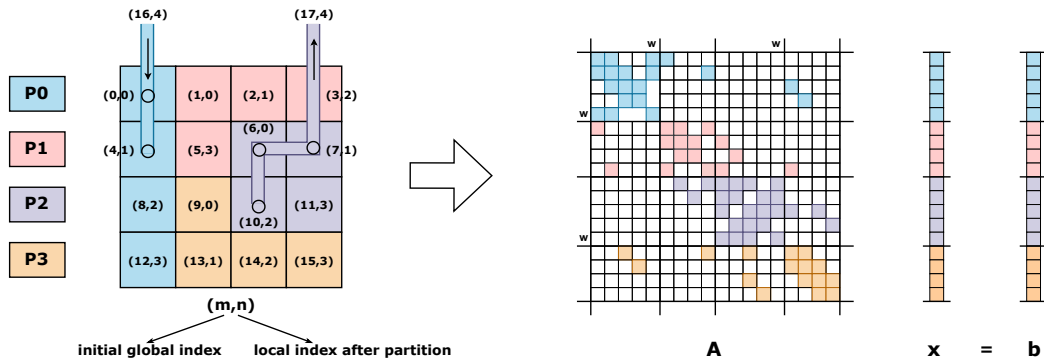 (16,4) (17,4)
w w
P0 (0,0) (1,0) (2,1) (3,2)
w
(6,0)
P1 (4,1) (5,3) (7,1)
P2 (8,2) (9,0) (11,3)
(10,2)
w
P3 (12,3) (13,1) (14,2) (15,3)
(m,n)
initial global index local index after partition
A x = b